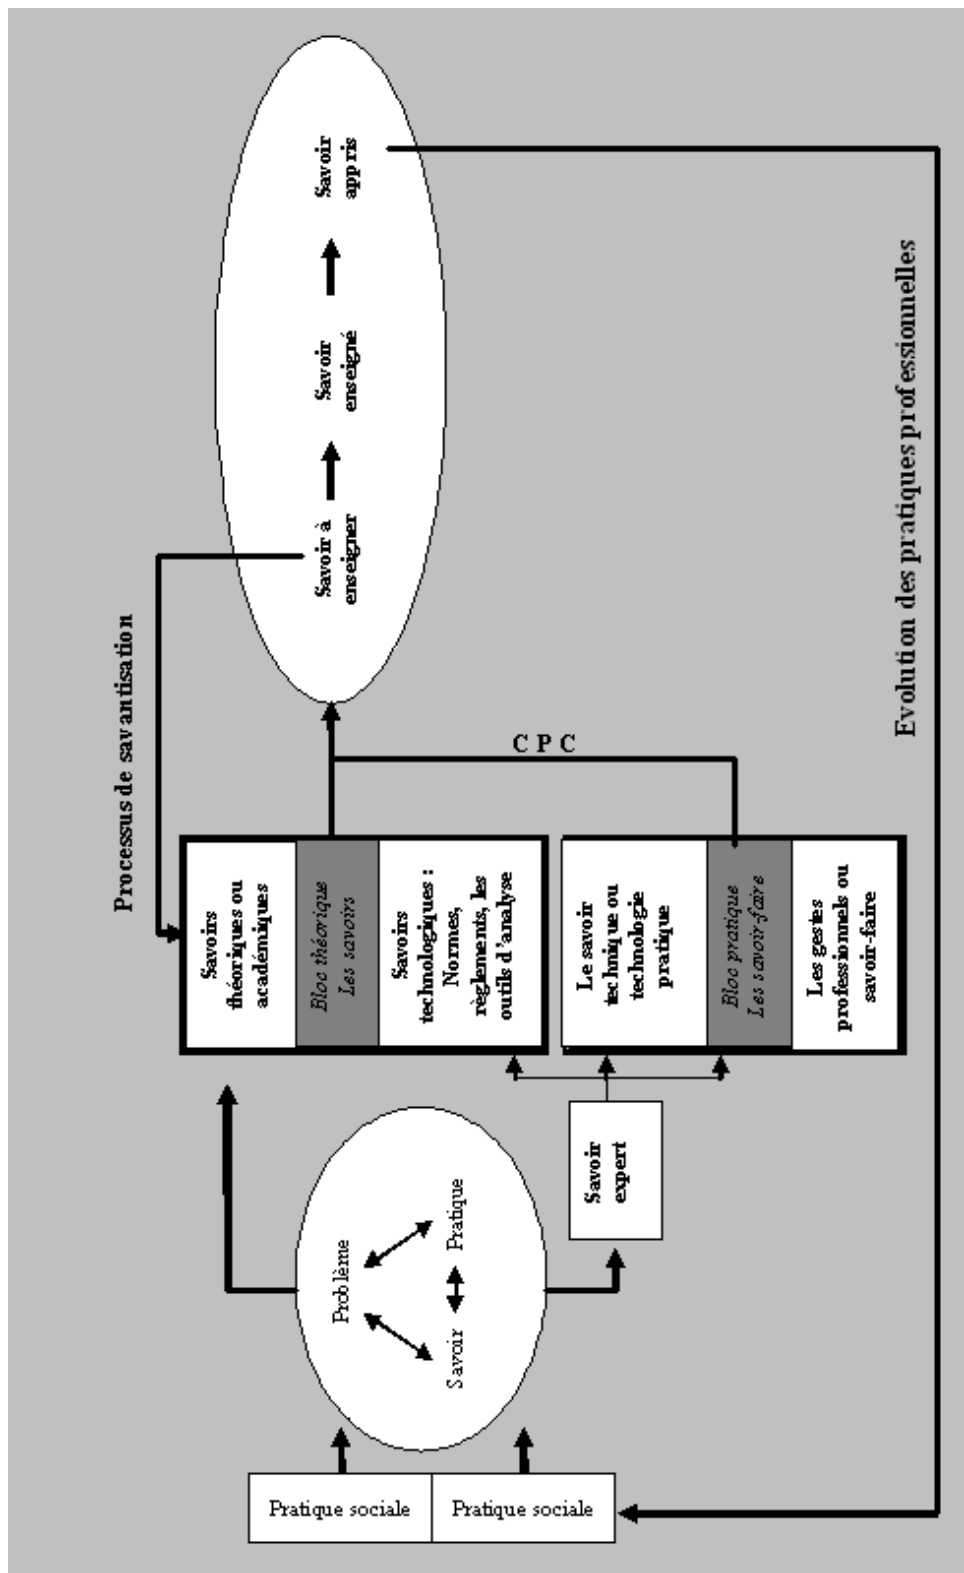 Savoir
appris
Savoir
enseigné
Savoir à
enseigner
Processus de savantisation
Evolution des pratiques professionnelles
C P C
Savoirs
théoriques ou
académiques
Bloc théorique
Les savoirs
Savoirs
technologiques :
Normes,
règlements, les
outils d'analyse
Le savoir
technique ou
technologie
pratique
Bloc pratique
Les savoir-faire
Les gestes
professionnels ou
savoir-faire
Savoir
expert
Problème
Savoir
Pratique
Pratique sociale
Pratique sociale